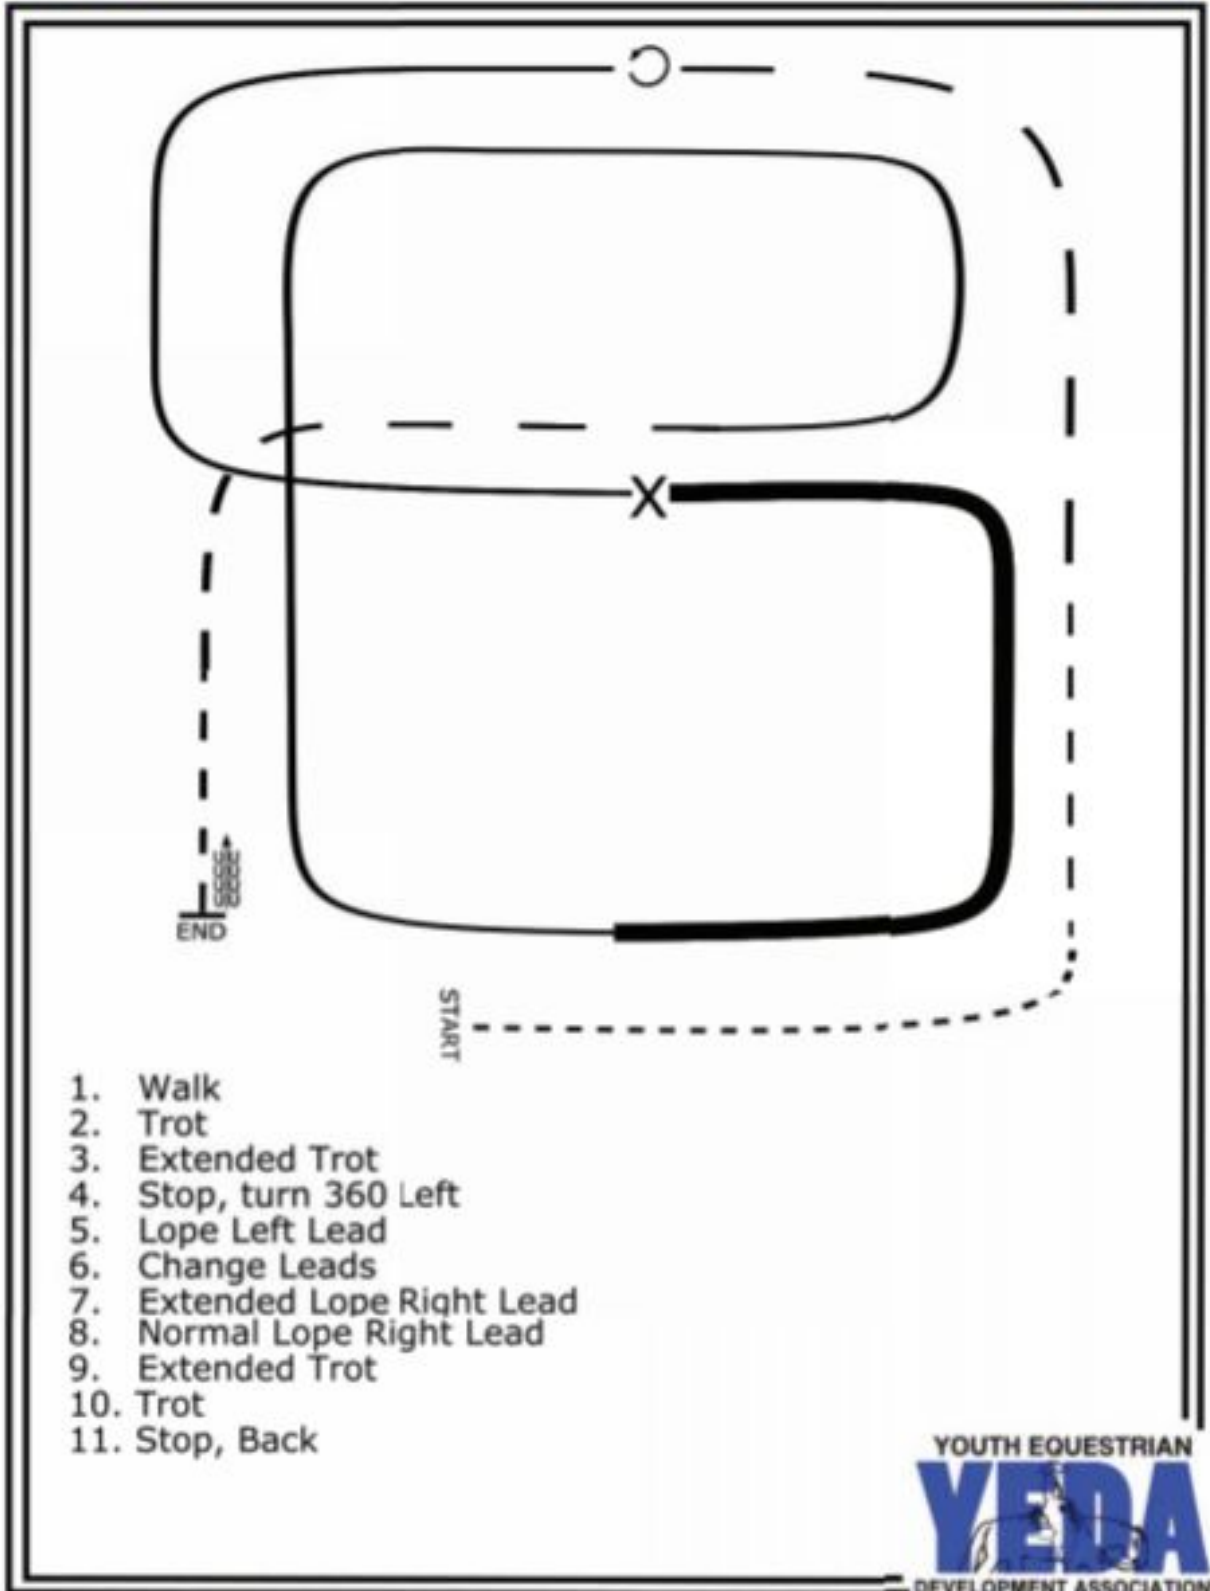 X
END
START
1. Walk
2. Trot
3. Extended Trot
4. Stop, turn 360 Left
5. Lope Left Lead
6. Change Leads
7. Extended Lope Right Lead
8. Normal Lope Right Lead
9. Extended Trot
10. Trot
11. Stop, Back
YOUTH EQUESTRIAN
YEDA
DEVELOPMENT ASSOCIATION